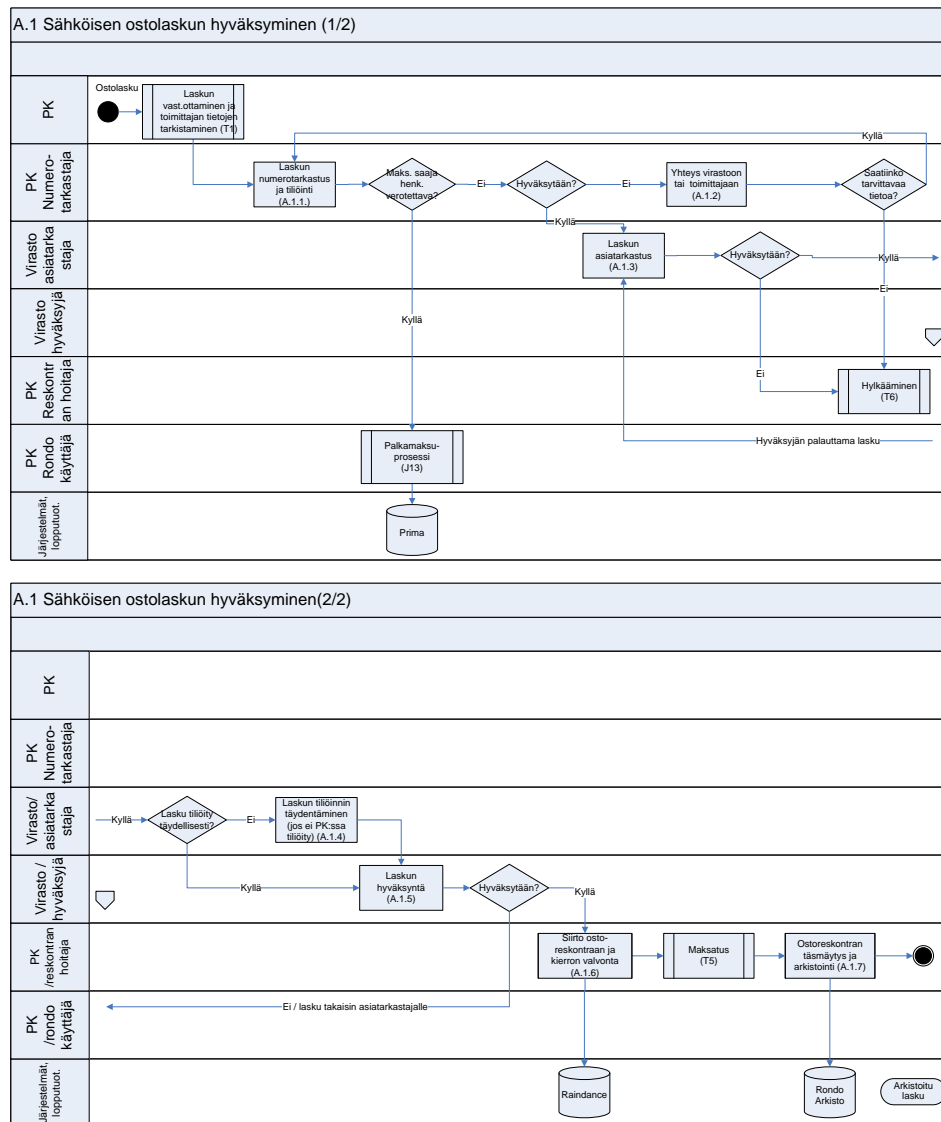 A.1 Sähköisen ostolaskun hyväksyminen (1/2)
PK
Ostolasku
Laskun
vast.ottaminen ja
toimittajan tietojen
tarkistaminen (T1)
Kyllä
PK
Numero-
tarkastaja
Laskun
numerotarkastus
ja tiliöinti
(A.1.1.)
Maks. saaja
henk.
verotettava?
Ei
Hyväksytään?
Ei
Yhteys virastoon
tai toimittajaan
(A.1.2)
Saatiinko
tarvittavaa
tietoa?
Kyllä
Virasto
asiatarka
staja
Laskun
asiatarkastus
(A.1.3)
Hyväksytään?
Kyllä
Ei
Virasto
hyväksyjä
Kyllä
PK
Reskontr
an hoitaja
Ei
Hylkääminen
(T6)
PK
Rondo
käyttäjä
Palkamaksu-
prosessi
(J13)
Hyväksyjän palauttama lasku
Järjestelmät,
lopputuot.
Prima
A.1 Sähköisen ostolaskun hyväksyminen(2/2)
PK
PK
Numero-
tarkastaja
Virasto/
asiatarka
staja
Kyllä
Lasku tiliöity
täydellisesti?
Ei
Laskun tiliöinnin
täydentäminen
(jos ei PK:ssa
tiliöity) (A.1.4)
Virasto /
hyväksyjä
Kyllä
Laskun
hyväksyntä
(A.1.5)
Hyväksytään?
Kyllä
PK
/reskontran
hoitaja
Siirto osto-
reskontraan ja
kierron valvonta
(A.1.6)
Maksatus
(T5)
Ostoreskontran
täsmäytys ja
arkistointi (A.1.7)
PK
/rondo
käyttäjä
Ei / lasku takaisin asiatarkastajalle
Järjestelmät,
lopputuot.
Raindance
Rondo
Arkisto
Arkistoitu
lasku